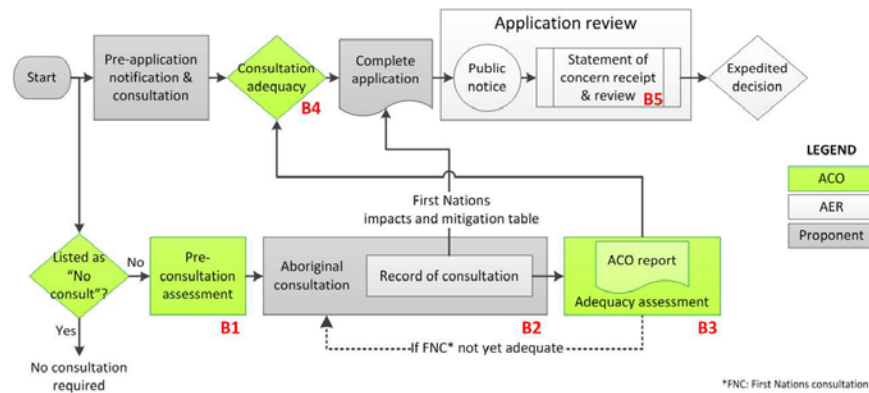 Application review
Start
Pre-application
notification &
consultation
Consultation
adequacy
B4
Complete
application
Public
notice
Statement of
concern receipt
& review
B5
Expedited
decision
LEGEND
ACO
AER
Proponent
First Nations
impacts and mitigation table
Listed as
“No
consult”?
No
Yes
No consultation
required
Pre-
consultation
assessment
B1
Aboriginal
consultation
Record of consultation
B2
ACO report
Adequacy assessment
B3
If FNC* not yet adequate
*FNC: First Nations consultation